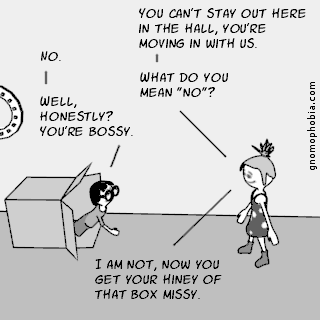 YOU CAN'T STAY OUT HERE
IN THE HALL, YOU'RE
MOVING IN WITH US.
NO.
WHAT DO YOU
MEAN "NO"?
WELL,
HONESTLY?
YOU'RE BOSSY.
I AM NOT, NOW YOU
GET YOUR HINEY OF
THAT BOX MISSY.
gnomophobia.com